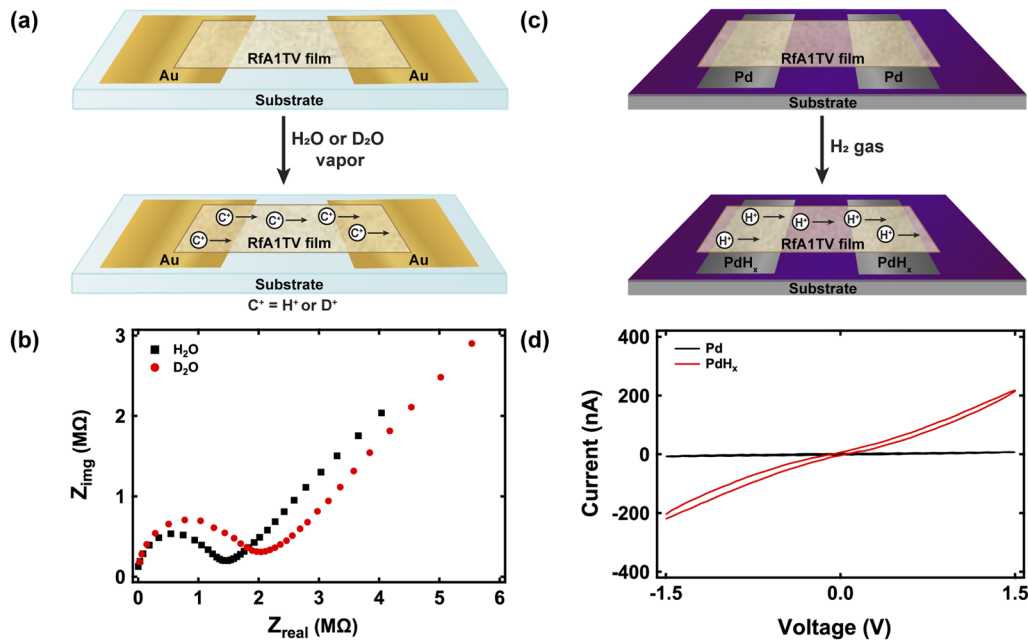 (a)
RfA1TV film
Au
Au
Substrate
H₂O or D₂O
vapor
C⁺
C⁺
C⁺
C⁺
C⁺
RfA1TV film
Au
Au
Substrate
C⁺ = H⁺ or D⁺
(c)
RfA1TV film
Pd
Pd
Substrate
H₂ gas
H⁺
H⁺
H⁺
H⁺
H⁺
RfA1TV film
PdHₓ
PdHₓ
Substrate
(b)
3
2
1
0
H₂O
D₂O
Z_img (MΩ)
0 1 2 3 4 5 6
Z_real (MΩ)
(d)
400
200
0
-200
-400
Pd
PdHₓ
Current (nA)
-1.5 0.0 1.5
Voltage (V)